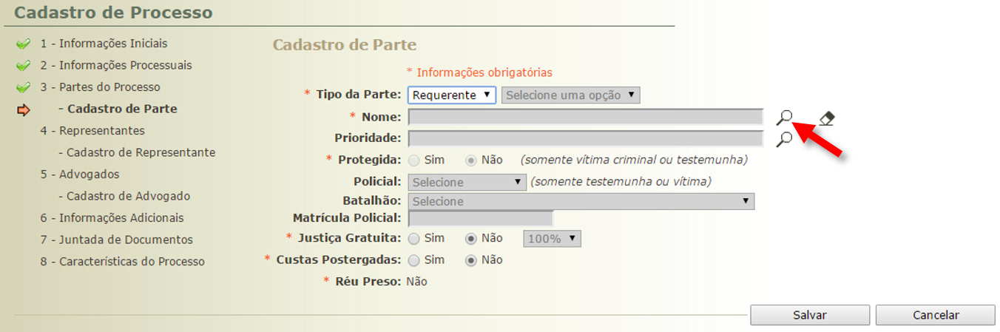 Cadastro de Processo
1 - Informações Iniciais
2 - Informações Processuais
3 - Partes do Processo
- Cadastro de Parte
4 - Representantes
- Cadastro de Representante
5 - Advogados
- Cadastro de Advogado
6 - Informações Adicionais
7 - Juntada de Documentos
8 - Características do Processo
Cadastro de Parte
* Informações obrigatórias
* Tipo da Parte: Requerente Selecione uma opção
* Nome:
Prioridade:
* Protegida: Sim Não (somente vítima criminal ou testemunha)
Policial: Selecione (somente testemunha ou vítima)
Batalhão: Selecione
Matrícula Policial:
* Justiça Gratuita: Sim Não 100%
* Custas Postergadas: Sim Não
* Réu Preso: Não
Salvar Cancelar